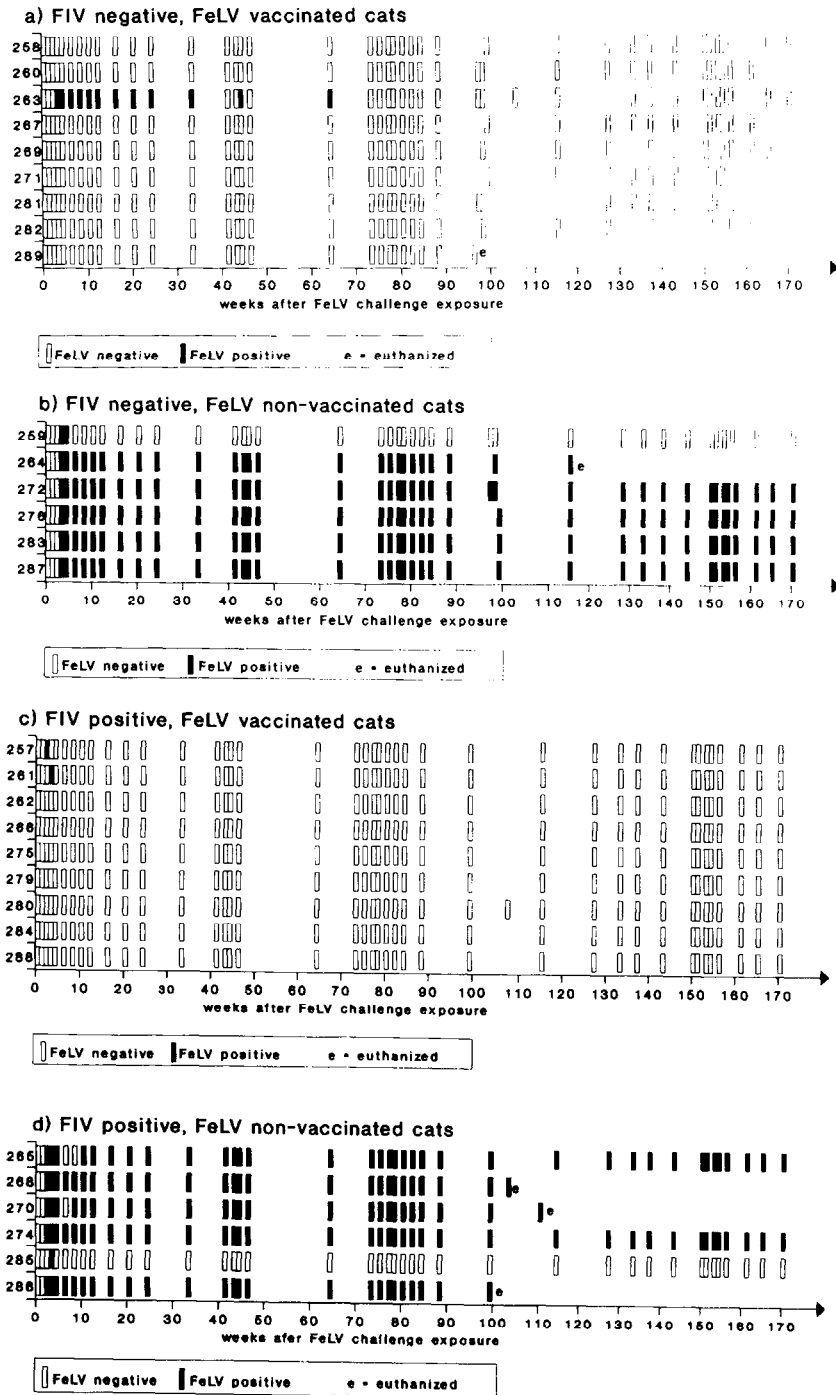 a) FIV negative, FeLV vaccinated cats
258
260
263
267
269
271
281
282
289
e
0 10 20 30 40 50 60 70 80 90 100 110 120 130 140 150 160 170
weeks after FeLV challenge exposure
FeLV negative FeLV positive e = euthanized
b) FIV negative, FeLV non-vaccinated cats
259
264
e
272
276
283
287
0 10 20 30 40 50 60 70 80 90 100 110 120 130 140 150 160 170
weeks after FeLV challenge exposure
FeLV negative FeLV positive e = euthanized
c) FIV positive, FeLV vaccinated cats
257
261
262
266
275
279
280
284
288
0 10 20 30 40 50 60 70 80 90 100 110 120 130 140 150 160 170
weeks after FeLV challenge exposure
FeLV negative FeLV positive e = euthanized
d) FIV positive, FeLV non-vaccinated cats
265
268
e
270
e
274
285
286
e
0 10 20 30 40 50 60 70 80 90 100 110 120 130 140 150 160 170
weeks afer FeLV challenge exposure
FeLV negative FeLV positive e = euthanized